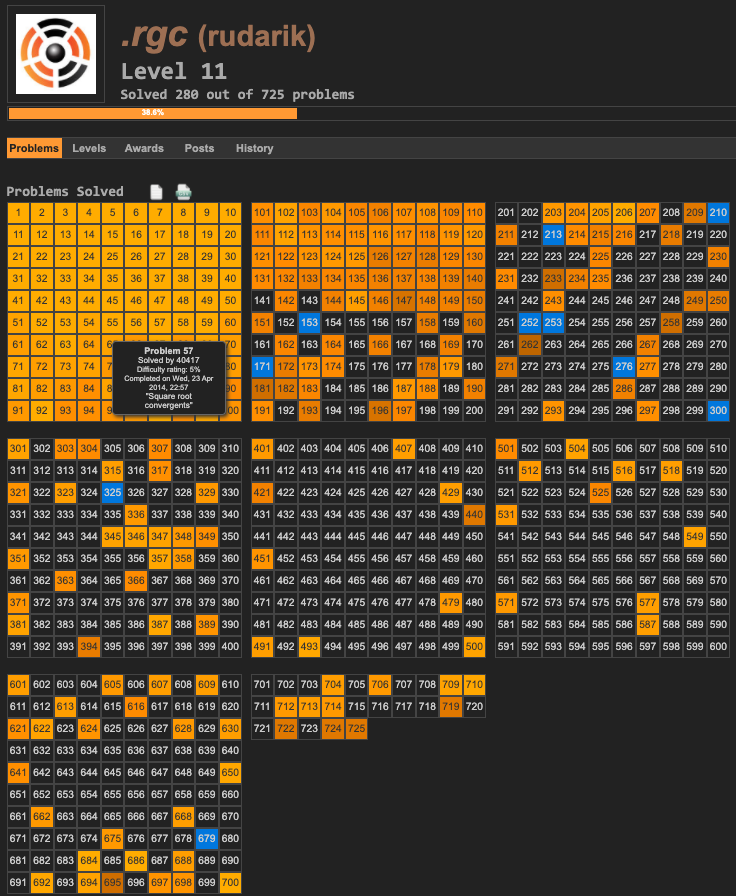 .rgc (rudarik)
Level 11
Solved 280 out of 725 problems
38.6%
Problems Levels Awards Posts History
Problems Solved
1 2 3 4 5 6 7 8 9 10
11 12 13 14 15 16 17 18 19 20
21 22 23 24 25 26 27 28 29 30
31 32 33 34 35 36 37 38 39 40
41 42 43 44 45 46 47 48 49 50
51 52 53 54 55 56 57 58 59 60
61 62 63 64 70
71 72 73 74 80
81 82 83 84 90
91 92 93 94
Problem 57
Solved by 40417
Difficulty rating: 5%
Completed on Wed, 23 Apr
2014, 22:57
"Square root
convergents"
101 102 103 104 105 106 107 108 109 110
111 112 113 114 115 116 117 118 119 120
121 122 123 124 125 126 127 128 129 130
131 132 133 134 135 136 137 138 139 140
141 142 143 144 145 146 147 148 149 150
151 152 153 154 155 156 157 158 159 160
161 162 163 164 165 166 167 168 169 170
171 172 173 174 175 176 177 178 179 180
181 182 183 184 185 186 187 188 189 190
191 192 193 194 195 196 197 198 199 200
201 202 203 204 205 206 207 208 209 210
211 212 213 214 215 216 217 218 219 220
221 222 223 224 225 226 227 228 229 230
231 232 233 234 235 236 237 238 239 240
241 242 243 244 245 246 247 248 249 250
251 252 253 254 255 256 257 258 259 260
261 262 263 264 265 266 267 268 269 270
271 272 273 274 275 276 277 278 279 280
281 282 283 284 285 286 287 288 289 290
291 292 293 294 295 296 297 298 299 300
301 302 303 304 305 306 307 308 309 310
311 312 313 314 315 316 317 318 319 320
321 322 323 324 325 326 327 328 329 330
331 332 333 334 335 336 337 338 339 340
341 342 343 344 345 346 347 348 349 350
351 352 353 354 355 356 357 358 359 360
361 362 363 364 365 366 367 368 369 370
371 372 373 374 375 376 377 378 379 380
381 382 383 384 385 386 387 388 389 390
391 392 393 394 395 396 397 398 399 400
401 402 403 404 405 406 407 408 409 410
411 412 413 414 415 416 417 418 419 420
421 422 423 424 425 426 427 428 429 430
431 432 433 434 435 436 437 438 439 440
441 442 443 444 445 446 447 448 449 450
451 452 453 454 455 456 457 458 459 460
461 462 463 464 465 466 467 468 469 470
471 472 473 474 475 476 477 478 479 480
481 482 483 484 485 486 487 488 489 490
491 492 493 494 495 496 497 498 499 500
501 502 503 504 505 506 507 508 509 510
511 512 513 514 515 516 517 518 519 520
521 522 523 524 525 526 527 528 529 530
531 532 533 534 535 536 537 538 539 540
541 542 543 544 545 546 547 548 549 550
551 552 553 554 555 556 557 558 559 560
561 562 563 564 565 566 567 568 569 570
571 572 573 574 575 576 577 578 579 580
581 582 583 584 585 586 587 588 589 590
591 592 593 594 595 596 597 598 599 600
601 602 603 604 605 606 607 608 609 610
611 612 613 614 615 616 617 618 619 620
621 622 623 624 625 626 627 628 629 630
631 632 633 634 635 636 637 638 639 640
641 642 643 644 645 646 647 648 649 650
651 652 653 654 655 656 657 658 659 660
661 662 663 664 665 666 667 668 669 670
671 672 673 674 675 676 677 678 679 680
681 682 683 684 685 686 687 688 689 690
691 692 693 694 695 696 697 698 699 700
701 702 703 704 705 706 707 708 709 710
711 712 713 714 715 716 717 718 719 720
721 722 723 724 725